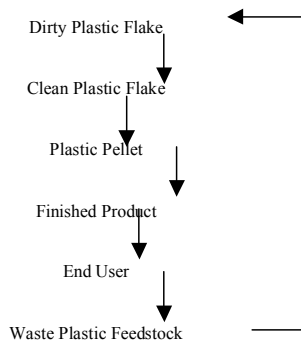 Dirty Plastic Flake
Clean Plastic Flake
Plastic Pellet
Finished Product
End User
Waste Plastic Feedstock